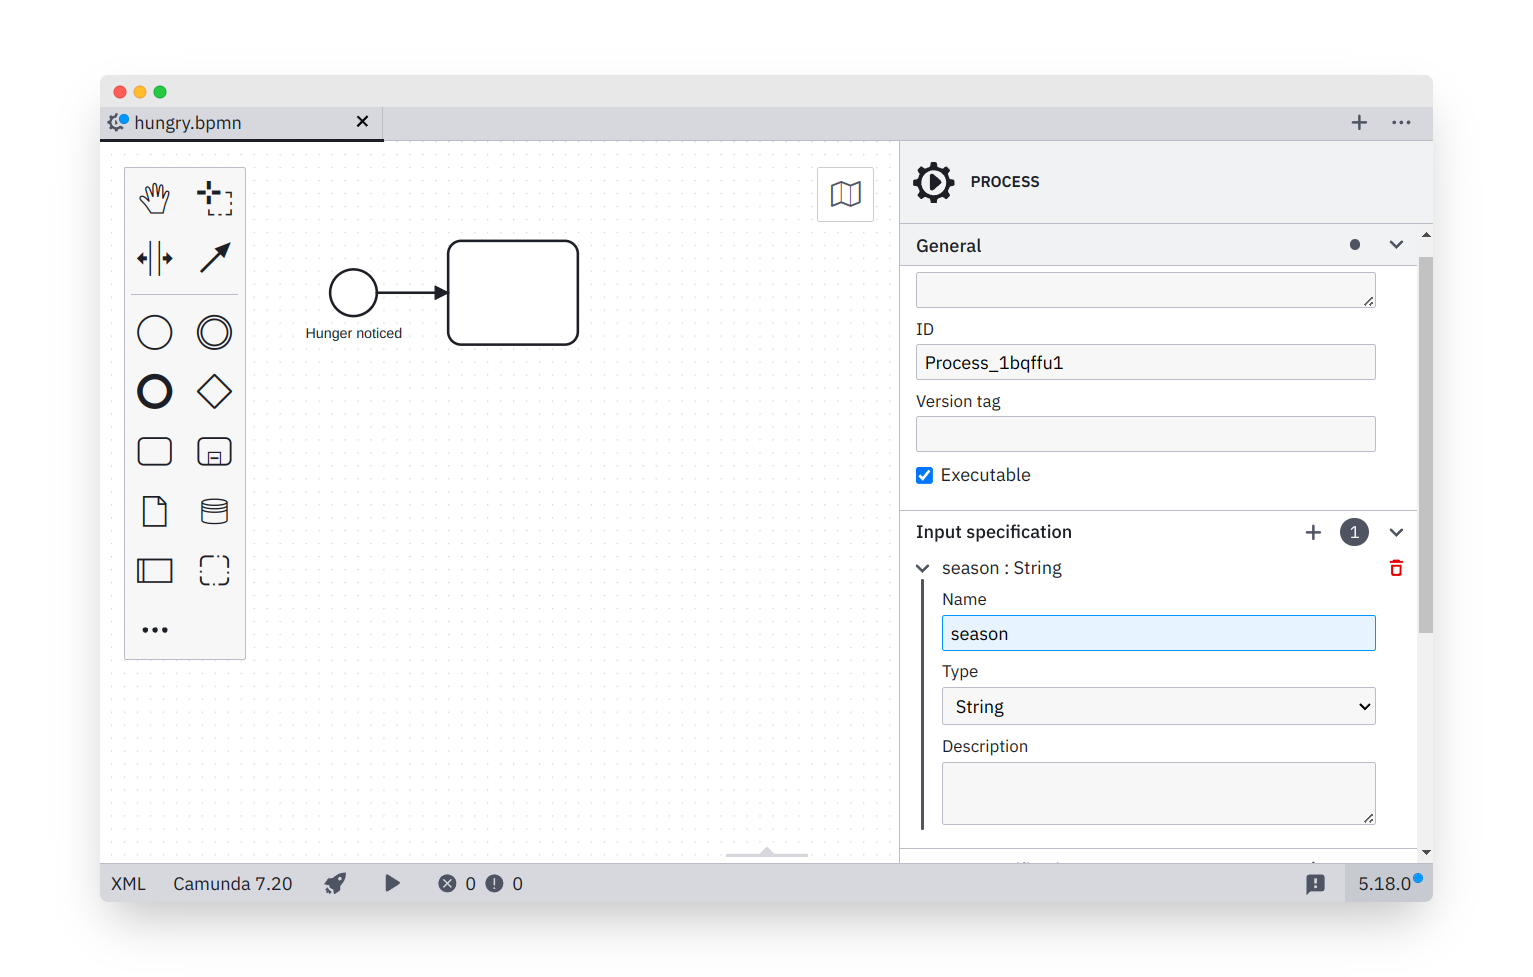 hungry.bpmn
PROCESS
General
ID
Process_1bqffu1
Version tag
Executable
Hunger noticed
Input specification 1
season : String
Name
season
Type
String
Description
XML Camunda 7.20 0 0 5.18.0